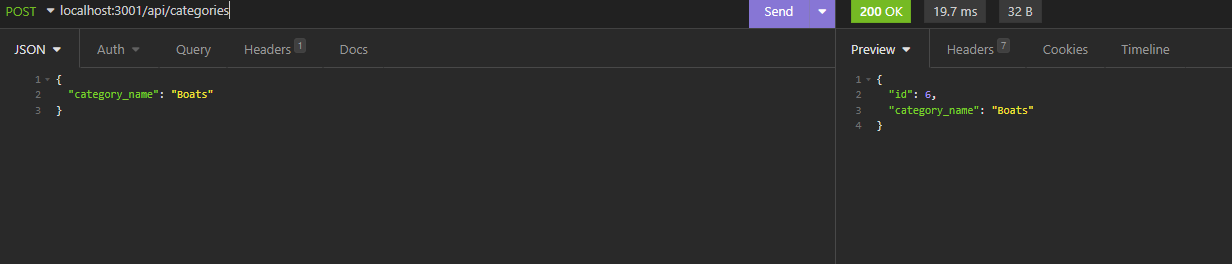 POST localhost:3001/api/categories Send 200 OK 19.7 ms 32 B
JSON Auth Query Headers 1 Docs Preview Headers 7 Cookies Timeline
1 {
2 "category_name": "Boats"
3 }
1 {
2 "id": 6,
3 "category_name": "Boats"
4 }